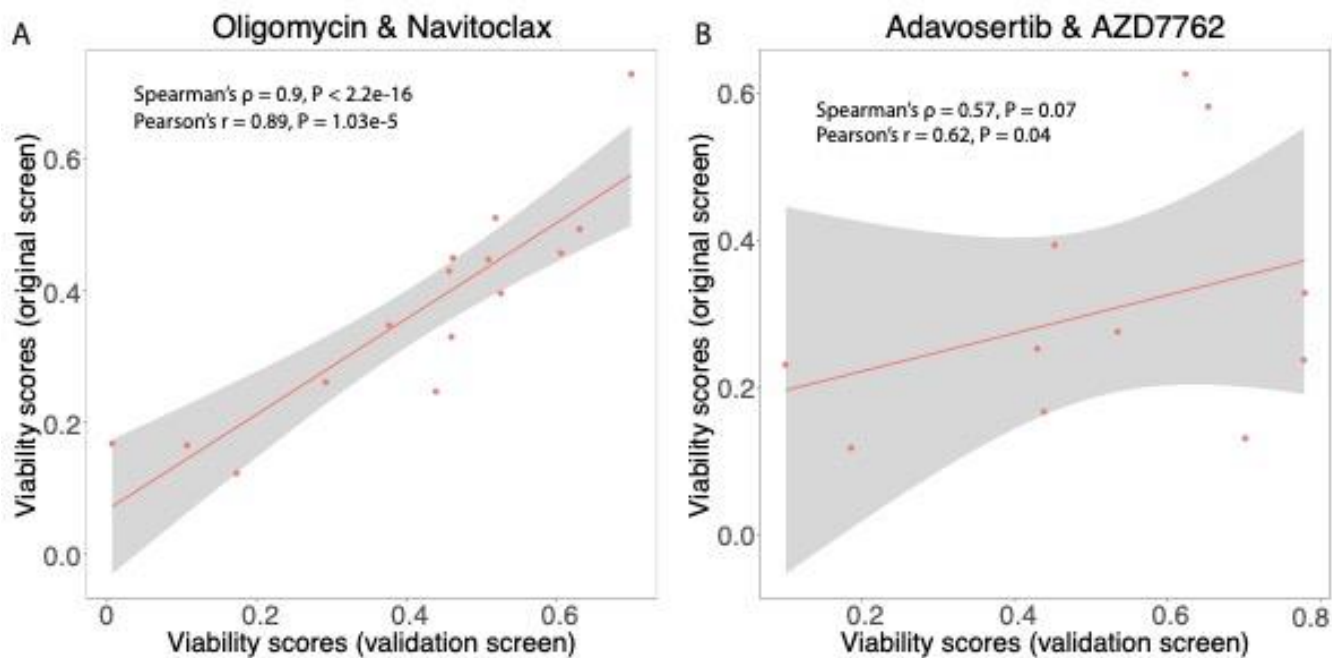 A
Oligomycin & Navitoclax
Spearman's ρ = 0.9, P < 2.2e-16
Pearson's r = 0.89, P = 1.03e-5
Viability scores (original screen)
0.6
0.4
0.2
0.0
0
0.2
0.4
0.6
Viability scores (validation screen)
B
Adavosertib & AZD7762
Spearman's ρ = 0.57, P = 0.07
Pearson's r = 0.62, P = 0.04
Viability scores (original screen)
0.6
0.4
0.2
0.0
0.2
0.4
0.6
0.8
Viability scores (validation screen)